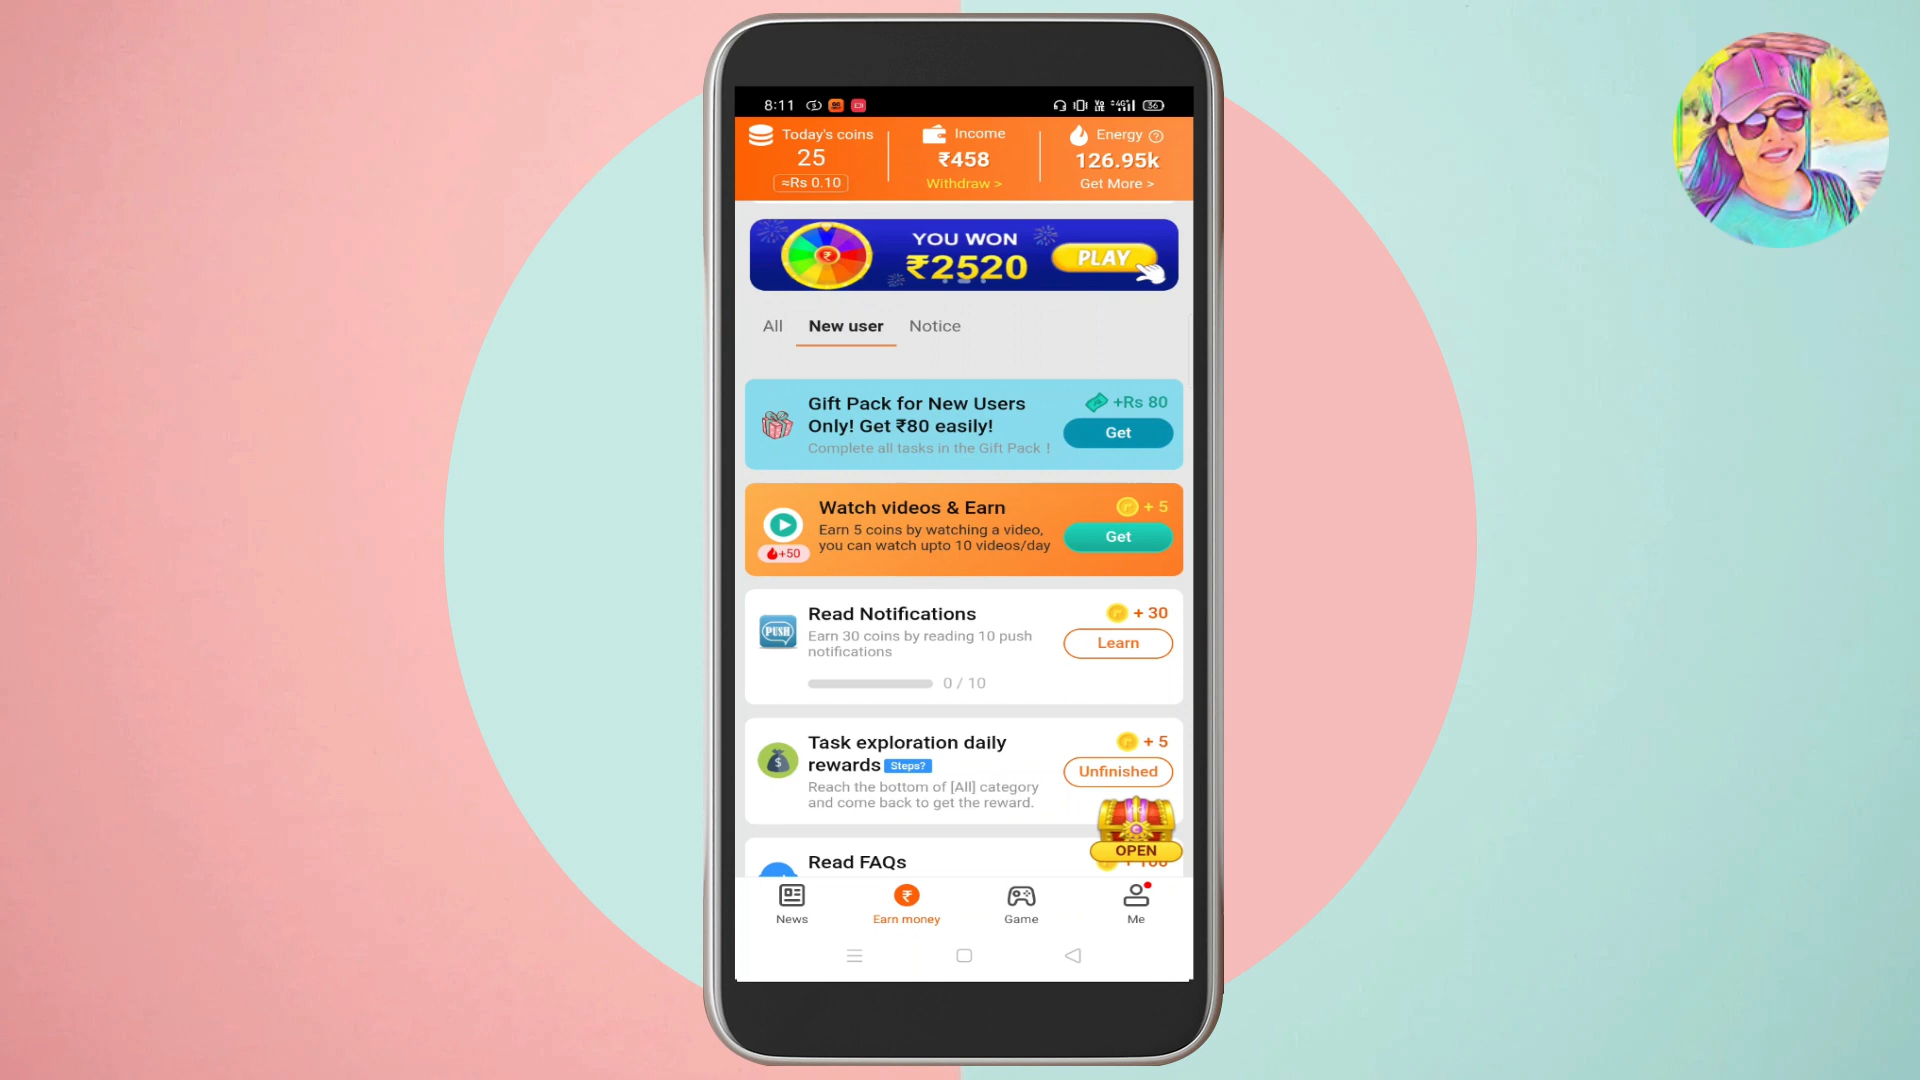 8:11
36
Today's coins
Income
Energy
25
₹458
126.95k
≈Rs 0.10
Withdraw >
Get More >
YOU WON
₹2520
PLAY
All
New user
Notice
Gift Pack for New Users
Only! Get ₹80 easily!
Complete all tasks in the Gift Pack !
+Rs 80
Get
Watch videos & Earn
Earn 5 coins by watching a video,
you can watch upto 10 videos/day
+50
+ 5
Get
Read Notifications
Earn 30 coins by reading 10 push
notifications
PUSH
0 / 10
+ 30
Learn
Task exploration daily
rewards Steps?
Reach the bottom of [All] category
and come back to get the reward.
+ 5
Unfinished
OPEN
Read FAQs
News
Earn money
Game
Me